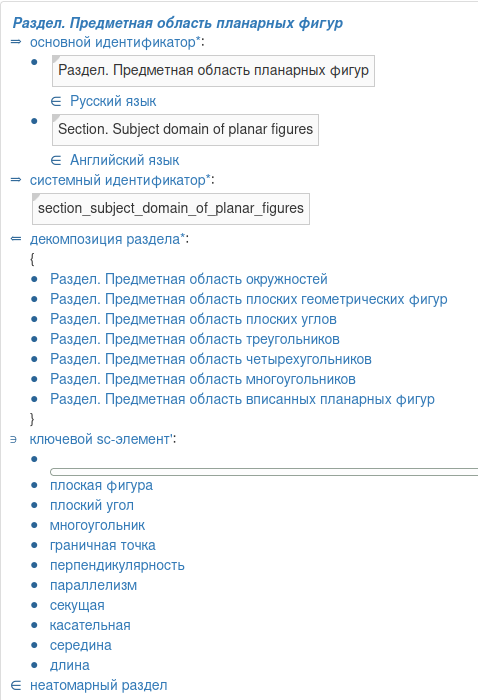 Раздел. Предметная область планарных фигур
⇒ основной идентификатор*:
● Раздел. Предметная область планарных фигур
∈ Русский язык
● Section. Subject domain of planar figures
∈ Английский язык
⇒ системный идентификатор*:
section_subject_domain_of_planar_figures
⇐ декомпозиция раздела*:
{
● Раздел. Предметная область окружностей
● Раздел. Предметная область плоских геометрических фигур
● Раздел. Предметная область плоских углов
● Раздел. Предметная область треугольников
● Раздел. Предметная область четырехугольников
● Раздел. Предметная область многоугольников
● Раздел. Предметная область вписанных планарных фигур
}
∍ ключевой sc-элемент':
●
● плоская фигура
● плоский угол
● многоугольник
● граничная точка
● перпендикулярность
● параллелизм
● секущая
● касательная
● середина
● длина
∈ неатомарный раздел